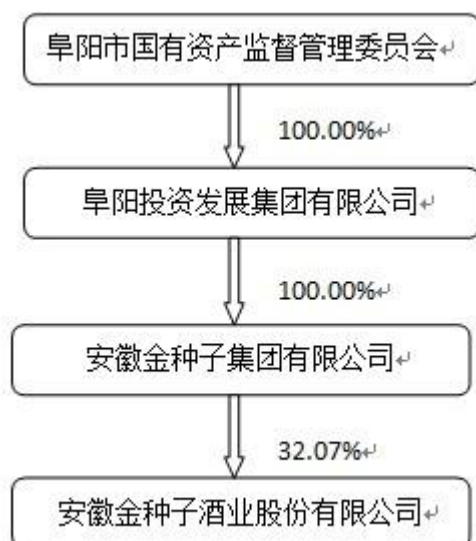 阜阳市国有资产监督管理委员会
100.00%
阜阳投资发展集团有限公司
100.00%
安徽金种子集团有限公司
32.07%
安徽金种子酒业股份有限公司